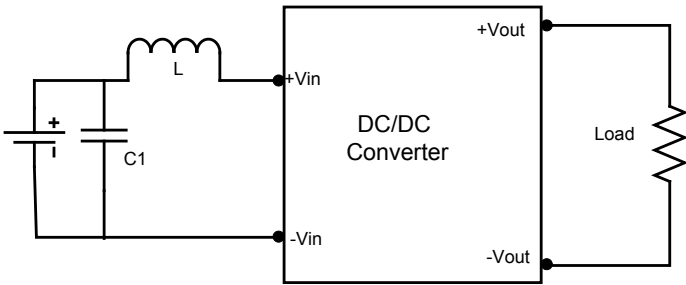 +Vout
L
+Vin
+
DC/DC
Converter
Load
C1
-Vin
-Vout